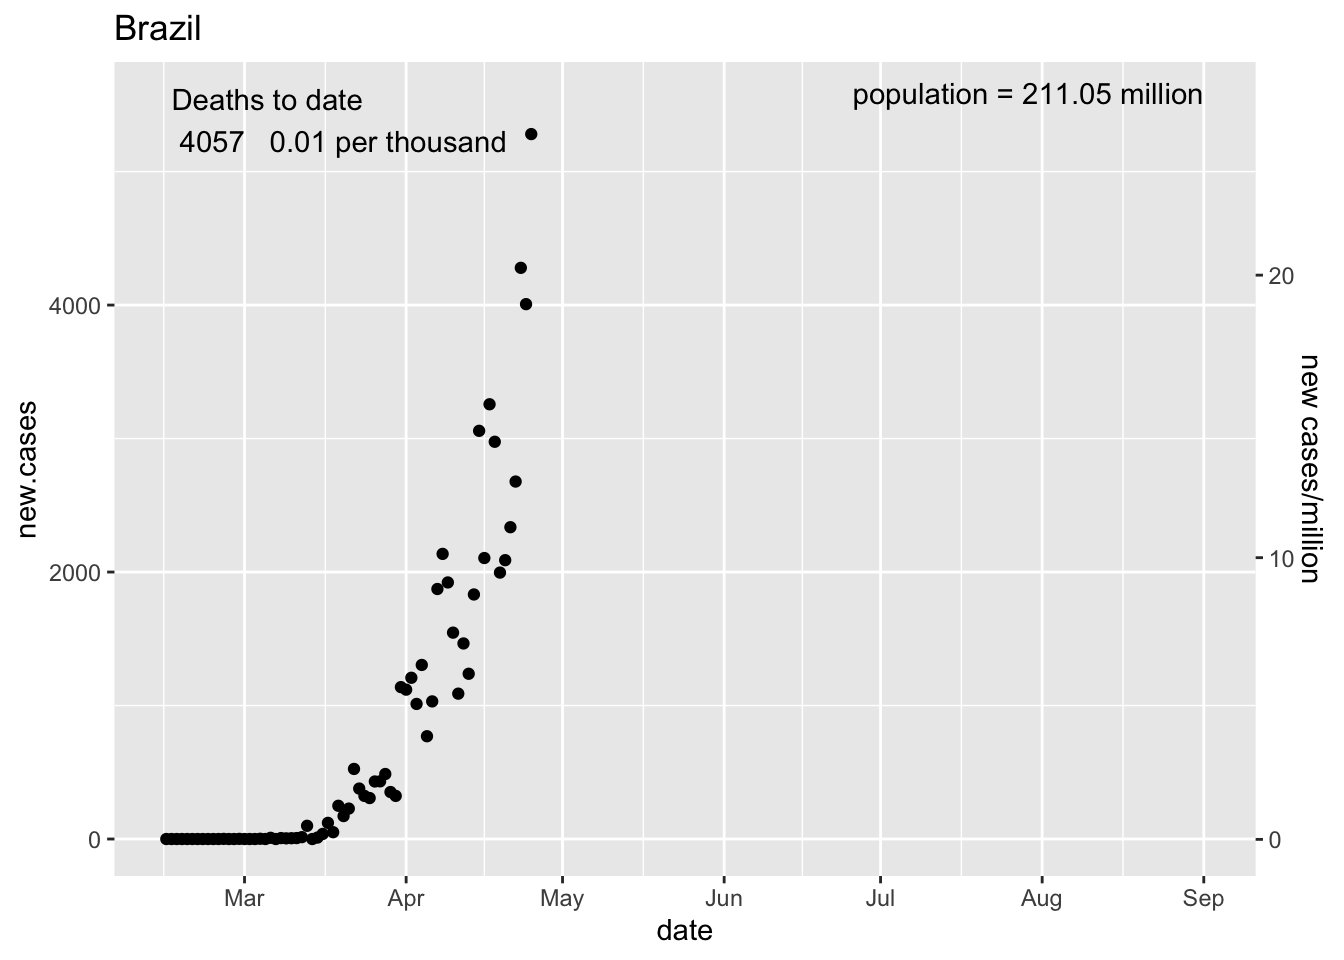 Brazil
Deaths to date
4057   0.01 per thousand
population = 211.05 million
new.cases
4000
2000
0
20
10
0
new cases/million
Mar Apr May Jun Jul Aug Sep
date